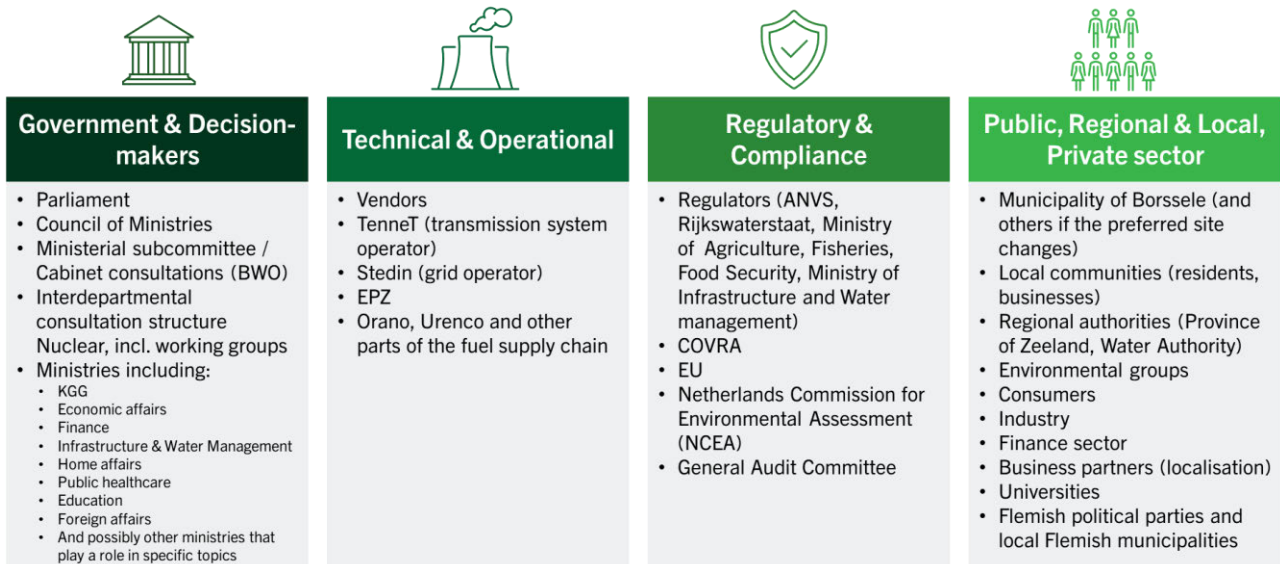 Government & Decision-
makers
• Parliament
• Council of Ministries
• Ministerial subcommittee /
Cabinet consultations (BWO)
• Interdepartmental
consultation structure
Nuclear, incl. working groups
• Ministries including:
• KGG
• Economic affairs
• Finance
• Infrastructure & Water Management
• Home affairs
• Public healthcare
• Education
• Foreign affairs
• And possibly other ministries that
play a role in specific topics
Technical & Operational
• Vendors
• TenneT (transmission system
operator)
• Stedin (grid operator)
• EPZ
• Orano, Urenco and other
parts of the fuel supply chain
Regulatory &
Compliance
• Regulators (ANVS,
Rijkswaterstaat, Ministry
of Agriculture, Fisheries,
Food Security, Ministry of
Infrastructure and Water
management)
• COVRA
• EU
• Netherlands Commission for
Environmental Assessment
(NCEA)
• General Audit Committee
Public, Regional & Local,
Private sector
• Municipality of Borssele (and
others if the preferred site
changes)
• Local communities (residents,
businesses)
• Regional authorities (Province
of Zeeland, Water Authority)
• Environmental groups
• Consumers
• Industry
• Finance sector
• Business partners (localisation)
• Universities
• Flemish political parties and
local Flemish municipalities